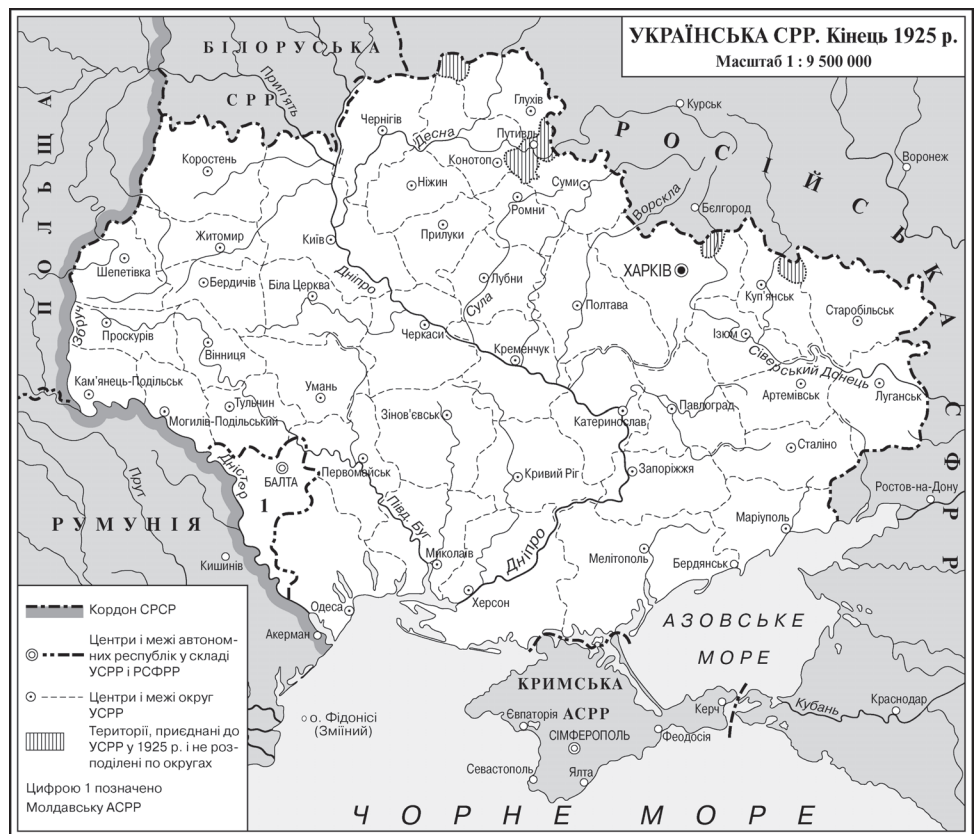 УКРАЇНСЬКА СРР. Кінець 1925 р.
Масштаб 1 : 9 500 000
БІЛОРУСЬКА
СРР
ПОЛЬЩА
РОСІЙСЬКА СФРР
РУМУНІЯ
Прип'ять
Чернігів
Десна
Глухів
Путивль
Курськ
Воронеж
Коростень
Конотоп
Ніжин
Суми
Ромни
Ворскла
Бєлгород
Прилуки
Житомир
Київ
Шепетівка
ХАРКІВ
Бердичів
Біла Церква
Дніпро
Лубни
Сула
Куп'янськ
Полтава
Старобільськ
Збруч
Проскурів
Черкаси
Ізюм
Вінниця
Кременчук
Сіверський Донець
Кам'янець-Подільськ
Умань
Артемівськ
Луганськ
Тульчин
Зінов'євськ
Павлоград
Могилів-Подільський
Катеринослав
Сталіно
Дністер
БАЛТА
Первомайськ
Запоріжжя
Кривий Ріг
Прут
1
Ростов-на-Дону
Півд. Буг
Маріуполь
Кишинів
Миколаїв
Дніпро
Мелітополь
Бердянськ
Херсон
Одеса
Акерман
АЗОВСЬКЕ
МОРЕ
КРИМСЬКА
АСРР
Керч
Кубань
Краснодар
Євпаторія
о. Фідонісі
(Зміїний)
СІМФЕРОПОЛЬ
Феодосія
Севастополь
Ялта
ЧОРНЕ МОРЕ
Кордон СРСР
Центри і межі автоном-
них республік у складі
УСРР і РСФРР
Центри і межі округ
УСРР
Території, приєднані до
УСРР у 1925 р. і не роз-
поділені по округах
Цифрою 1 позначено
Молдавську АСРР